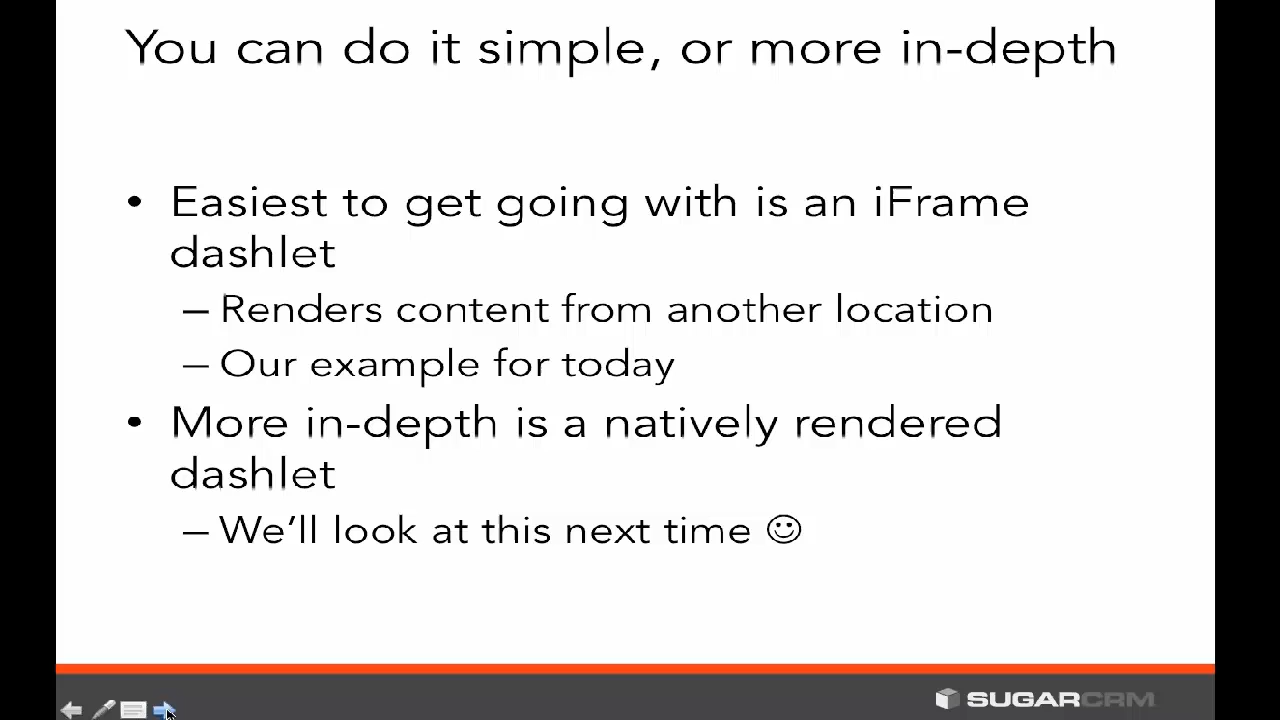 You can do it simple, or more in-depth
• Easiest to get going with is an iFrame
dashlet
– Renders content from another location
– Our example for today
• More in-depth is a natively rendered
dashlet
– We’ll look at this next time ☺
SUGARCRM